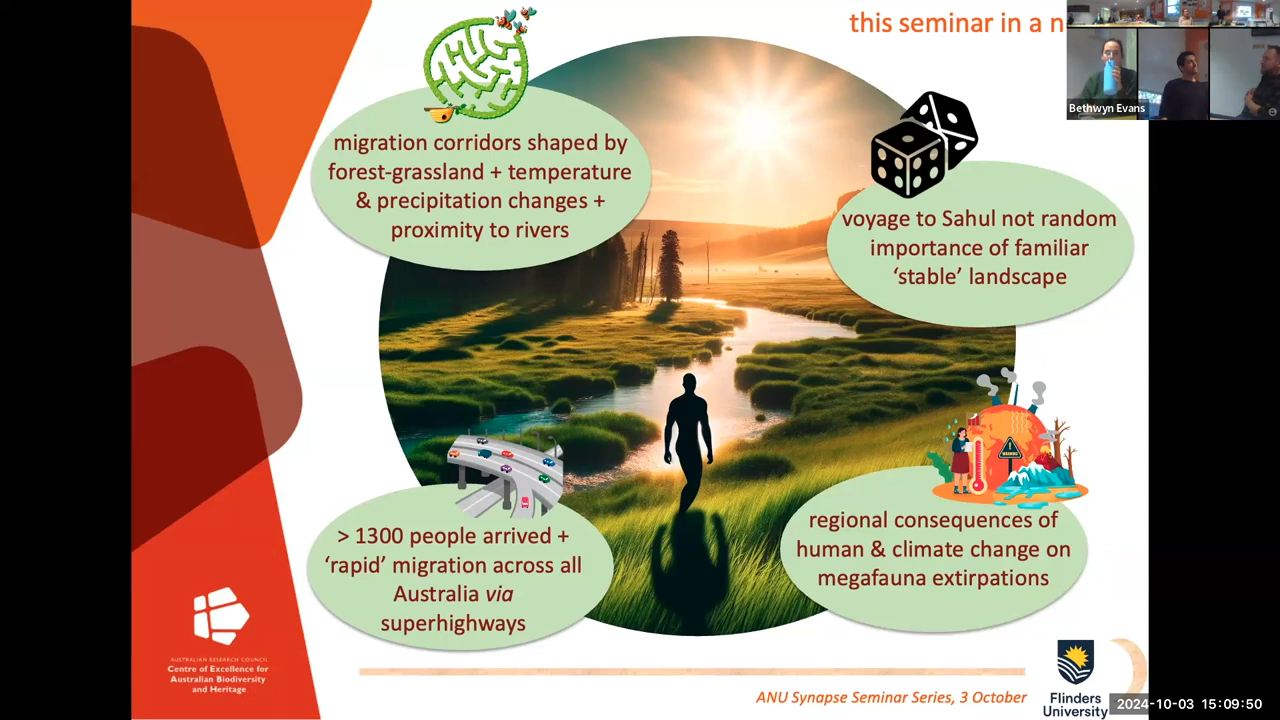 this seminar in a n
Bethwyn Evans
migration corridors shaped by
forest-grassland + temperature
& precipitation changes +
proximity to rivers
voyage to Sahul not random
importance of familiar
‘stable’ landscape
> 1300 people arrived +
‘rapid’ migration across all
Australia via
superhighways
WARNING
regional consequences of
human & climate change on
megafauna extirpations
AUSTRALIAN RESEARCH COUNCIL
Centre of Excellence for
Australian Biodiversity
and Heritage
ANU Synapse Seminar Series, 3 October
Flinders
University
2024-10-03 15:09:50